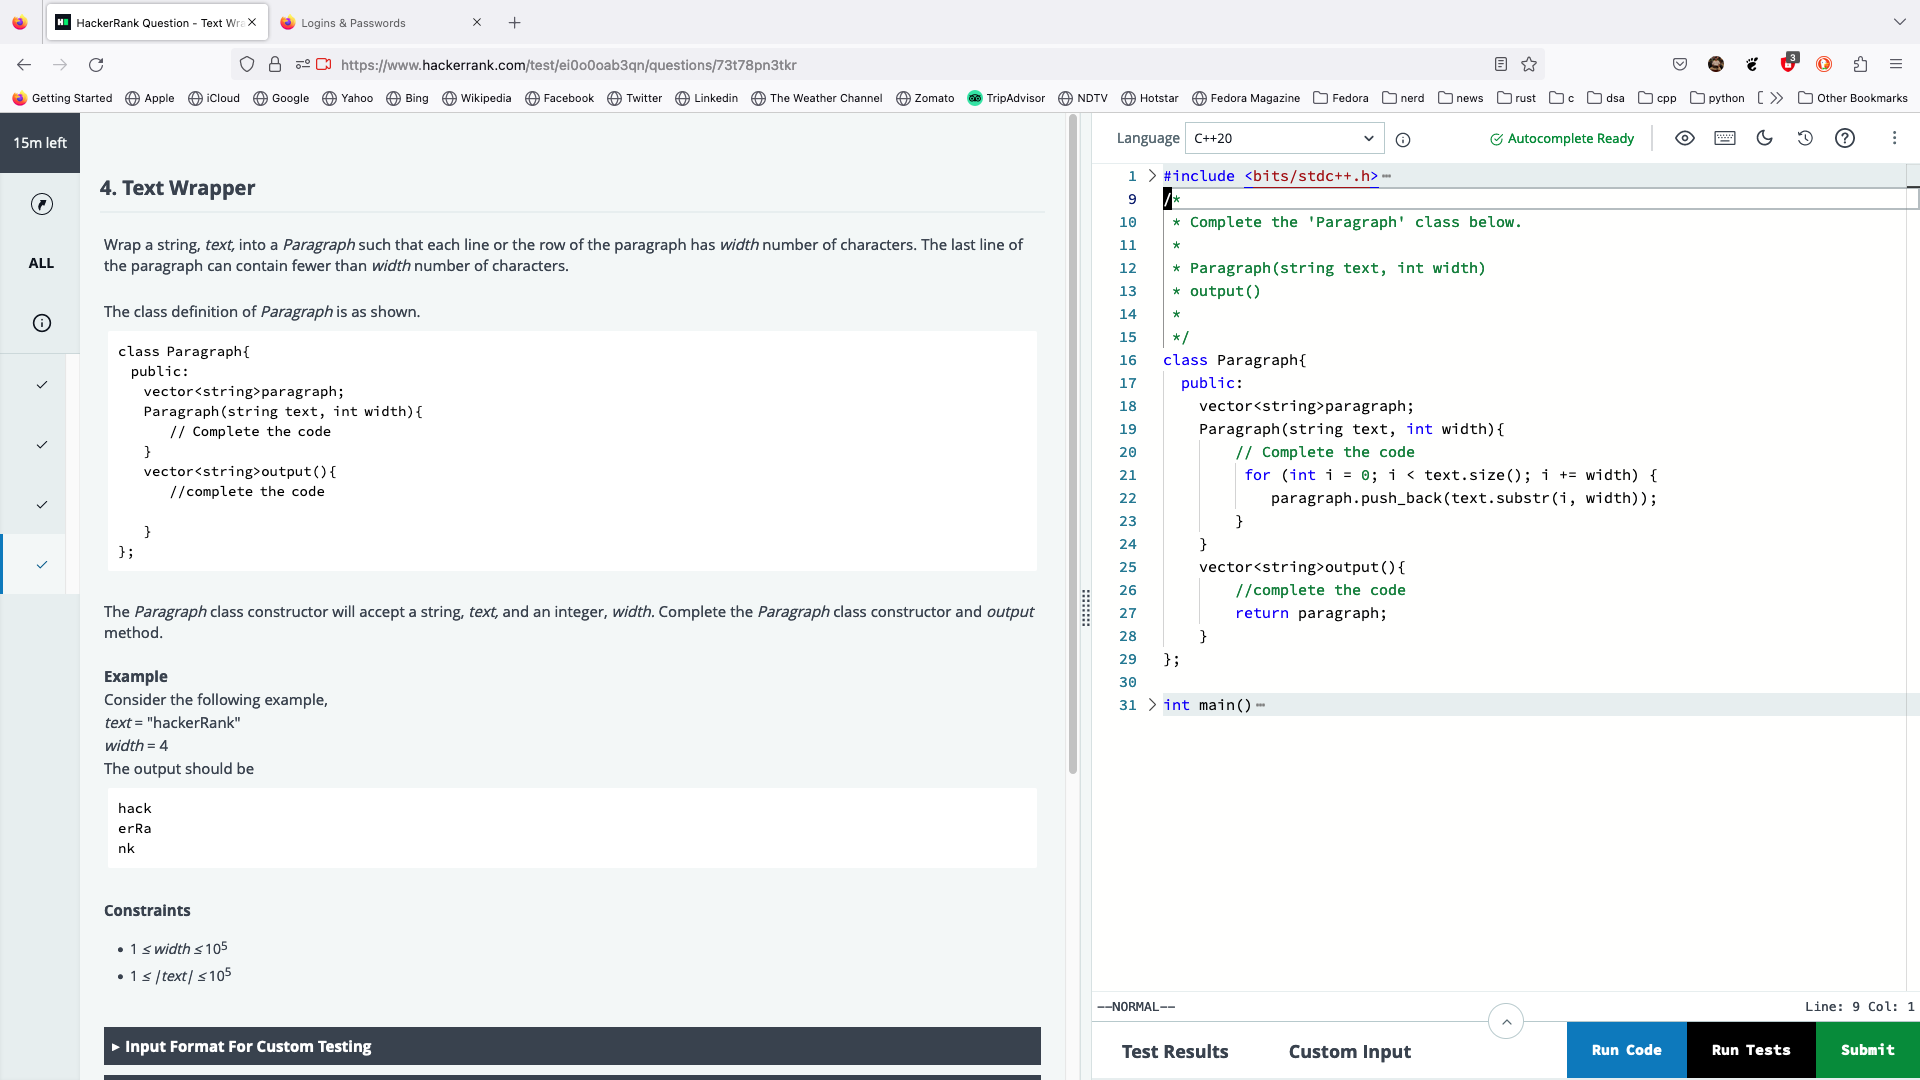 HackerRank Question - Text Wra
Logins & Passwords
https://www.hackerrank.com/test/ei0o0oab3qn/questions/73t78pn3tkr
3
Getting Started
Apple
iCloud
Google
Yahoo
Bing
Wikipedia
Facebook
Twitter
Linkedin
The Weather Channel
Zomato
TripAdvisor
NDTV
Hotstar
Fedora Magazine
Fedora
nerd
news
rust
c
dsa
cpp
python
Other Bookmarks
15m left
ALL
4. Text Wrapper
Wrap a string, text, into a Paragraph such that each line or the row of the paragraph has width number of characters. The last line of
the paragraph can contain fewer than width number of characters.
The class definition of Paragraph is as shown.
class Paragraph{
public:
vector<string>paragraph;
Paragraph(string text, int width){
// Complete the code
}
vector<string>output(){
//complete the code
}
};
The Paragraph class constructor will accept a string, text, and an integer, width. Complete the Paragraph class constructor and output
method.
Example
Consider the following example,
text = "hackerRank"
width = 4
The output should be
hack
erRa
nk
Constraints
• 1 ≤ width ≤ 10⁵
• 1 ≤ |text| ≤ 10⁵
▸ Input Format For Custom Testing
Language
C++20
Autocomplete Ready
1 #include <bits/stdc++.h>
9 /*
10 * Complete the 'Paragraph' class below.
11 *
12 * Paragraph(string text, int width)
13 * output()
14 *
15 */
16 class Paragraph{
17 public:
18 vector<string>paragraph;
19 Paragraph(string text, int width){
20 // Complete the code
21 for (int i = 0; i < text.size(); i += width) {
22 paragraph.push_back(text.substr(i, width));
23 }
24 }
25 vector<string>output(){
26 //complete the code
27 return paragraph;
28 }
29 };
30
31 int main()
--NORMAL--
Line: 9 Col: 1
Test Results
Custom Input
Run Code
Run Tests
Submit